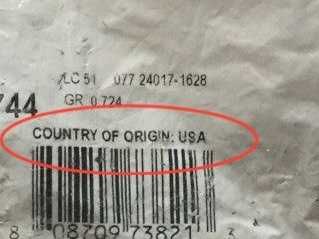 LC 51 077 24017-1628
744
GR 0.724
COUNTRY OF ORIGIN: USA
8 08709 73821 3